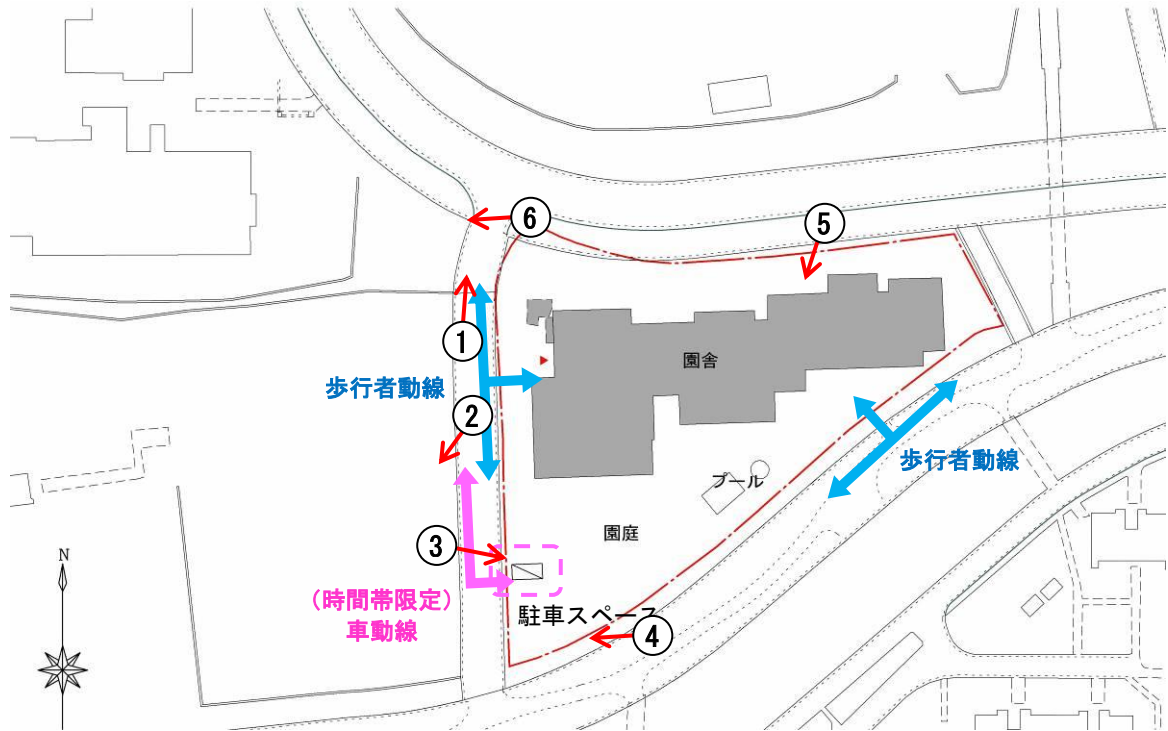 ⑥
⑤
①
園舎
歩行者動線
②
歩行者動線
プール
園庭
③
N
(時間帯限定)
車動線
駐車スペース
④